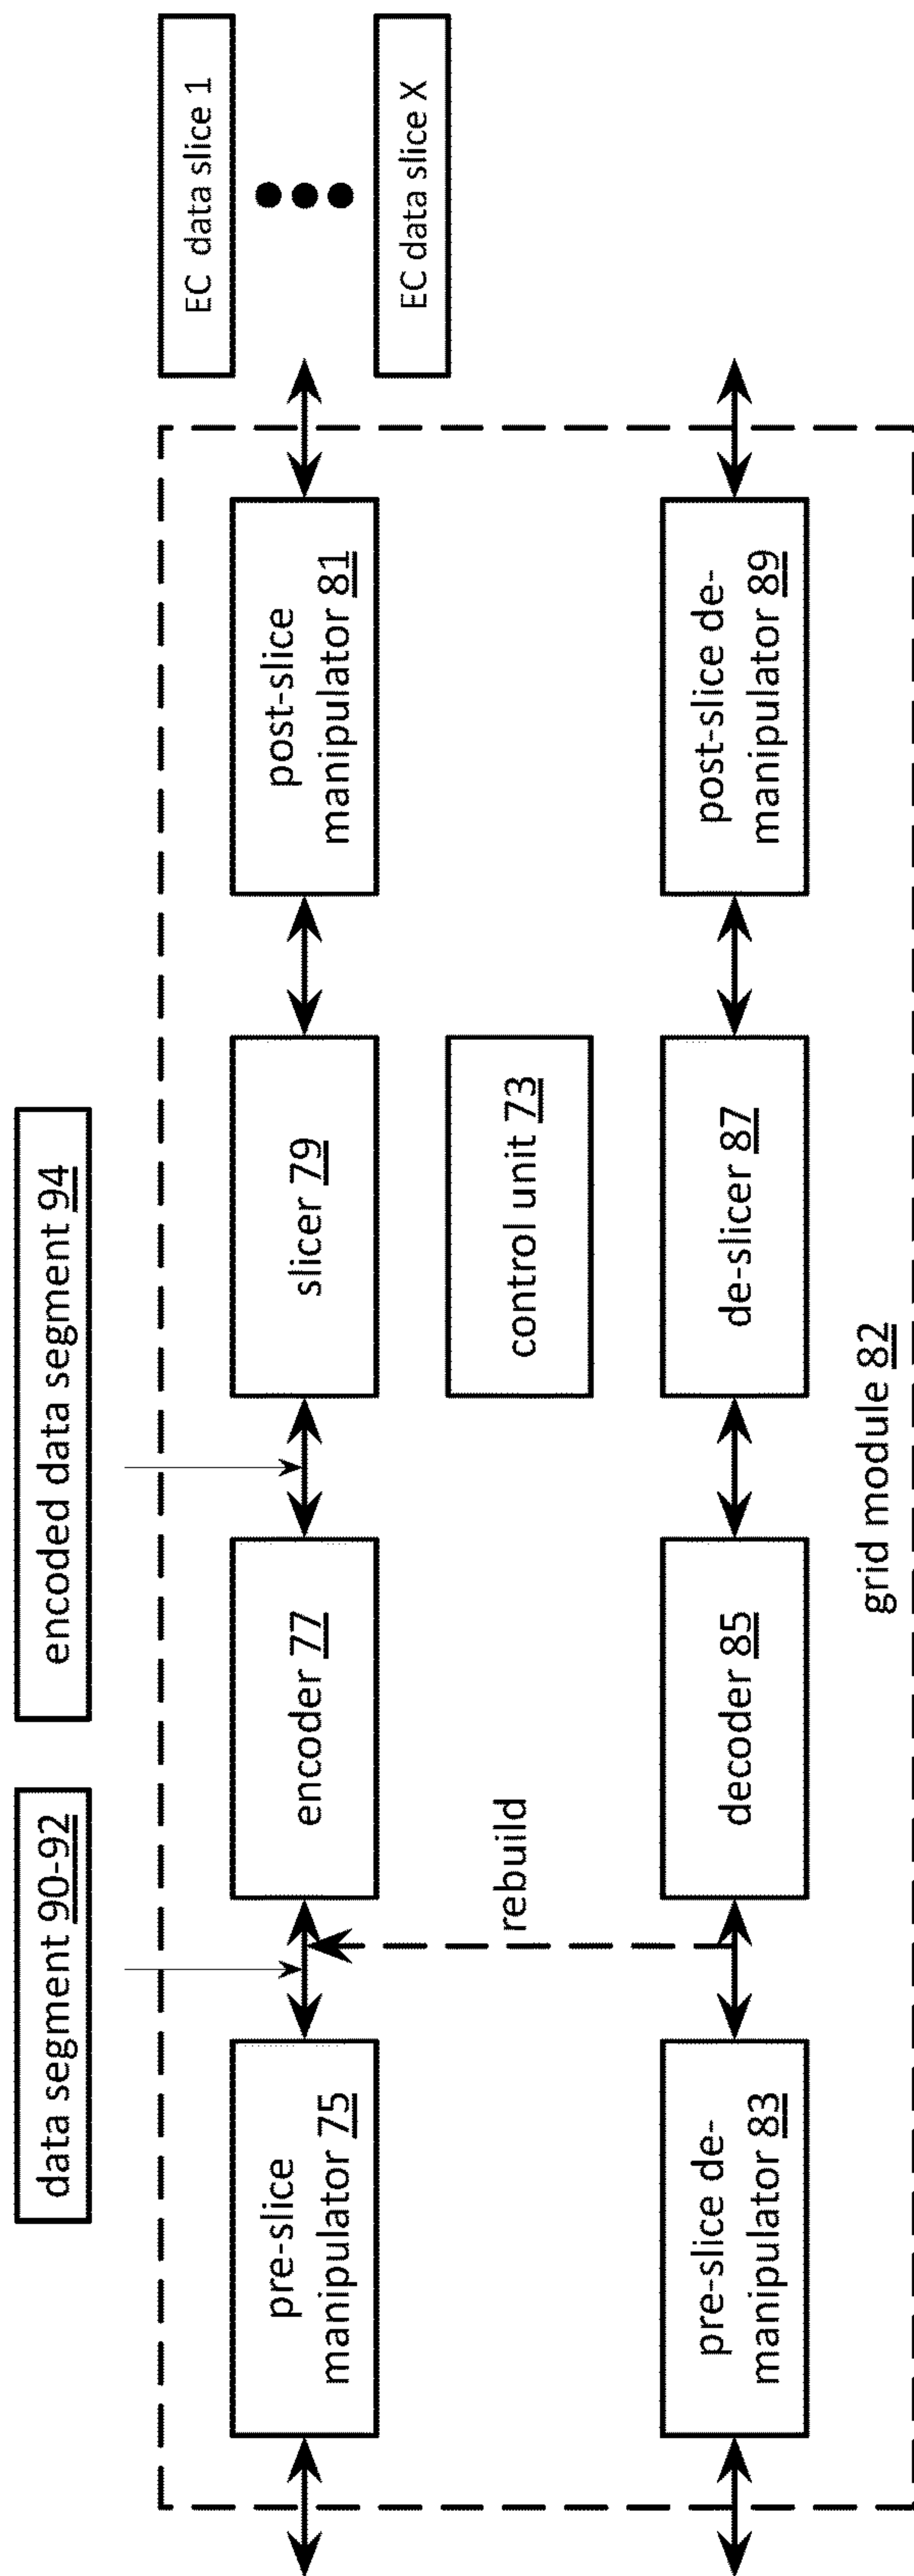 data segment 90-92
encoded data segment 94
pre-slice
manipulator 75
encoder 77
slicer 79
post-slice
manipulator 81
EC data slice 1
EC data slice X
rebuild
control unit 73
pre-slice de-
manipulator 83
decoder 85
de-slicer 87
post-slice de-
manipulator 89
grid module 82